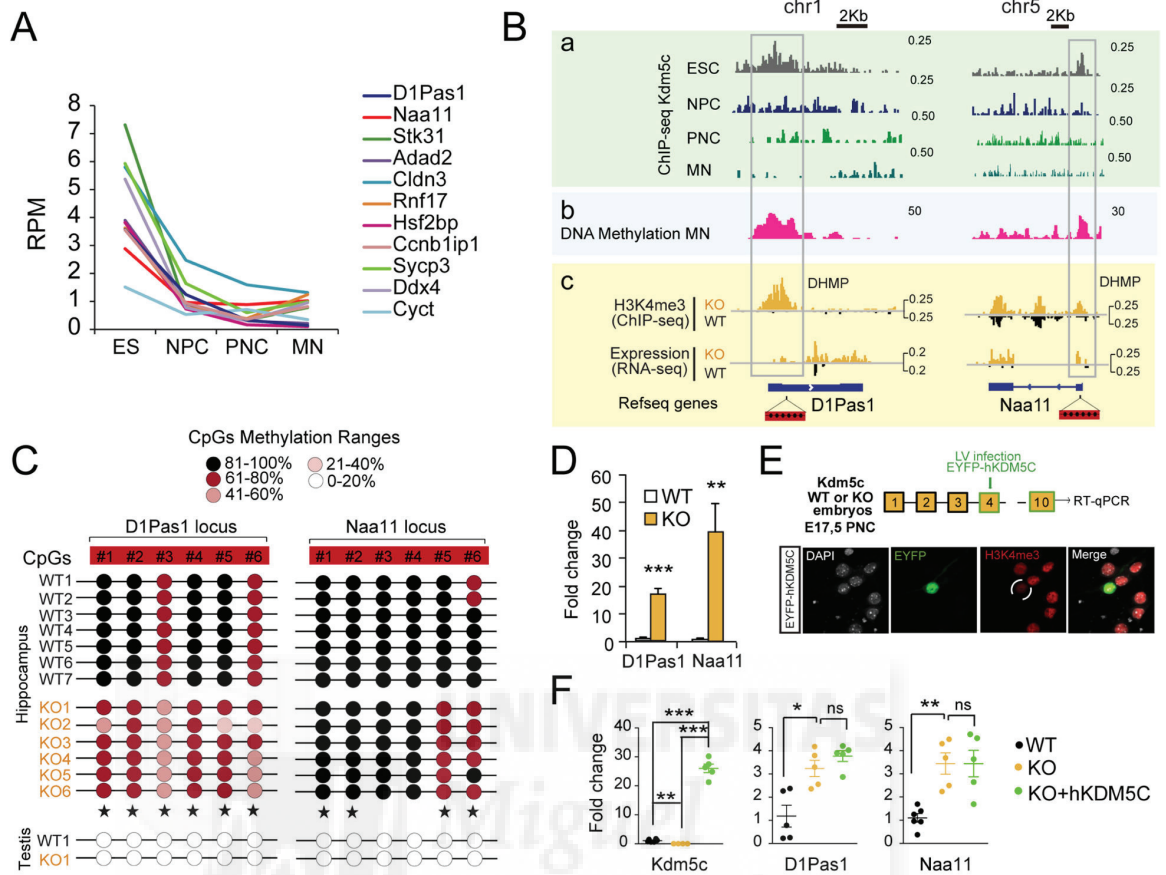 A
RPM
8
7
6
5
4
3
2
1
0
ES NPC PNC MN
D1Pas1
Naa11
Stk31
Adad2
Cldn3
Rnf17
Hsf2bp
Ccnb1ip1
Sycp3
Ddx4
Cyct
B
chr1 chr5
2Kb 2Kb
a
ChIP-seq Kdm5c
ESC 0.25 0.25
NPC 0.25 0.25
PNC 0.50 0.50
MN 0.50 0.50
b
DNA Methylation MN 50 30
c
DHMP DHMP
H3K4me3 KO 0.25 0.25
(ChIP-seq) WT 0.25 0.25
Expression KO 0.2 0.25
(RNA-seq) WT 0.2 0.25
Refseq genes D1Pas1 Naa11
C
CpGs Methylation Ranges
81-100% 21-40%
61-80% 0-20%
41-60%
D1Pas1 locus Naa11 locus
CpGs #1 #2 #3 #4 #5 #6 #1 #2 #3 #4 #5 #6
Hippocampus
WT1
WT2
WT3
WT4
WT5
WT6
WT7
KO1
KO2
KO3
KO4
KO5
KO6
★ ★ ★ ★ ★ ★ ★ ★ ★ ★
Testis
WT1
KO1
D
Fold change
60
50
40
30
20
10
0
WT
KO
*** **
D1Pas1 Naa11
E
LV infection
EYFP-hKDM5C
Kdm5c
WT or KO
embryos
E17,5 PNC
1 2 3 4 10 RT-qPCR
EYFP-hKDM5C
DAPI EYFP H3K4me3 Merge
F
Fold change
40
30
20
10
0
***
***
**
Kdm5c
5
4
3
2
1
0
* ns
D1Pas1
5
4
3
2
1
0
** ns
Naa11
WT
KO
KO+hKDM5C
UNIVERSITAS
Miguel